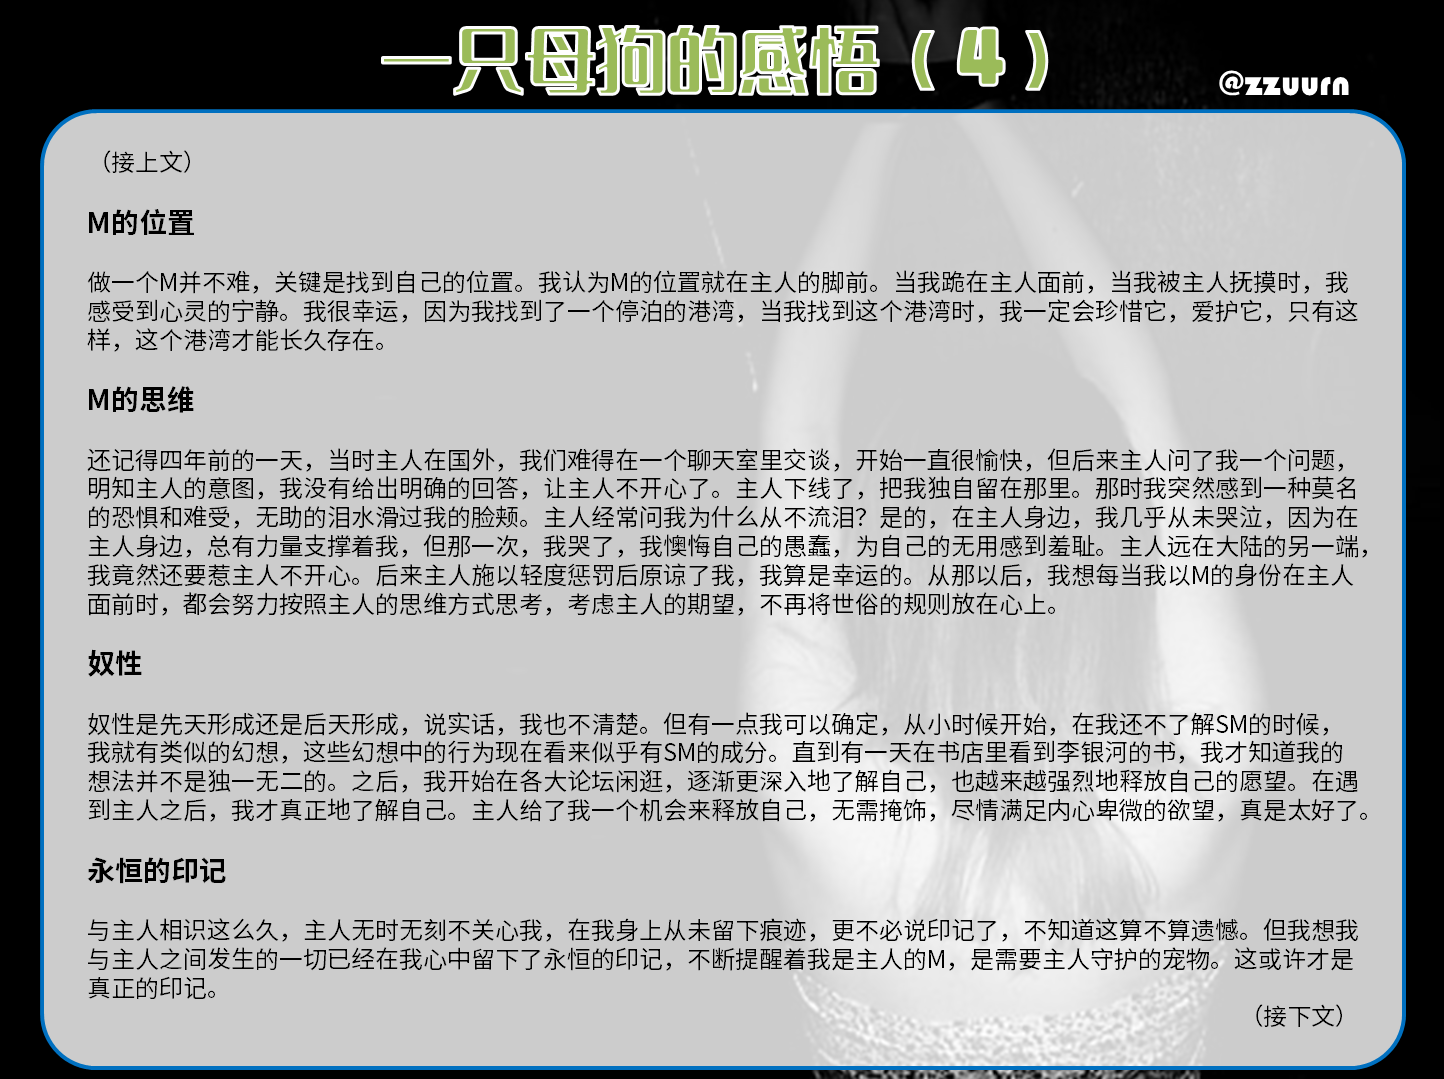 一只母狗的感悟（4）
@zzuurn
（接上文）
M的位置
做一个M并不难，关键是找到自己的位置。我认为M的位置就在主人的脚前。当我跪在主人面前，当我被主人抚摸时，我
感受到心灵的宁静。我很幸运，因为我找到了一个停泊的港湾，当我找到这个港湾时，我一定会珍惜它，爱护它，只有这
样，这个港湾才能长久存在。
M的思维
还记得四年前的一天，当时主人在国外，我们难得在一个聊天室里交谈，开始一直很愉快，但后来主人问了我一个问题，
明知主人的意图，我没有给出明确的回答，让主人不开心了。主人下线了，把我独自留在那里。那时我突然感到一种莫名
的恐惧和难受，无助的泪水滑过我的脸颊。主人经常问我为什么从不流泪？是的，在主人身边，我几乎从未哭泣，因为在
主人身边，总有力量支撑着我，但那一次，我哭了，我懊悔自己的愚蠢，为自己的无用感到羞耻。主人远在大陆的另一端，
我竟然还要惹主人不开心。后来主人施以轻度惩罚后原谅了我，我算是幸运的。从那以后，我想每当我以M的身份在主人
面前时，都会努力按照主人的思维方式思考，考虑主人的期望，不再将世俗的规则放在心上。
奴性
奴性是先天形成还是后天形成，说实话，我也不清楚。但有一点我可以确定，从小时候开始，在我还不了解SM的时候，
我就有类似的幻想，这些幻想中的行为现在看来似乎有SM的成分。直到有一天在书店里看到李银河的书，我才知道我的
想法并不是独一无二的。之后，我开始在各大论坛闲逛，逐渐更深入地了解自己，也越来越强烈地释放自己的愿望。在遇
到主人之后，我才真正地了解自己。主人给了我一个机会来释放自己，无需掩饰，尽情满足内心卑微的欲望，真是太好了。
永恒的印记
与主人相识这么久，主人无时无刻不关心我，在我身上从未留下痕迹，更不必说印记了，不知道这算不算遗憾。但我想我
与主人之间发生的一切已经在我心中留下了永恒的印记，不断提醒着我是主人的M，是需要主人守护的宠物。这或许才是
真正的印记。
（接下文）